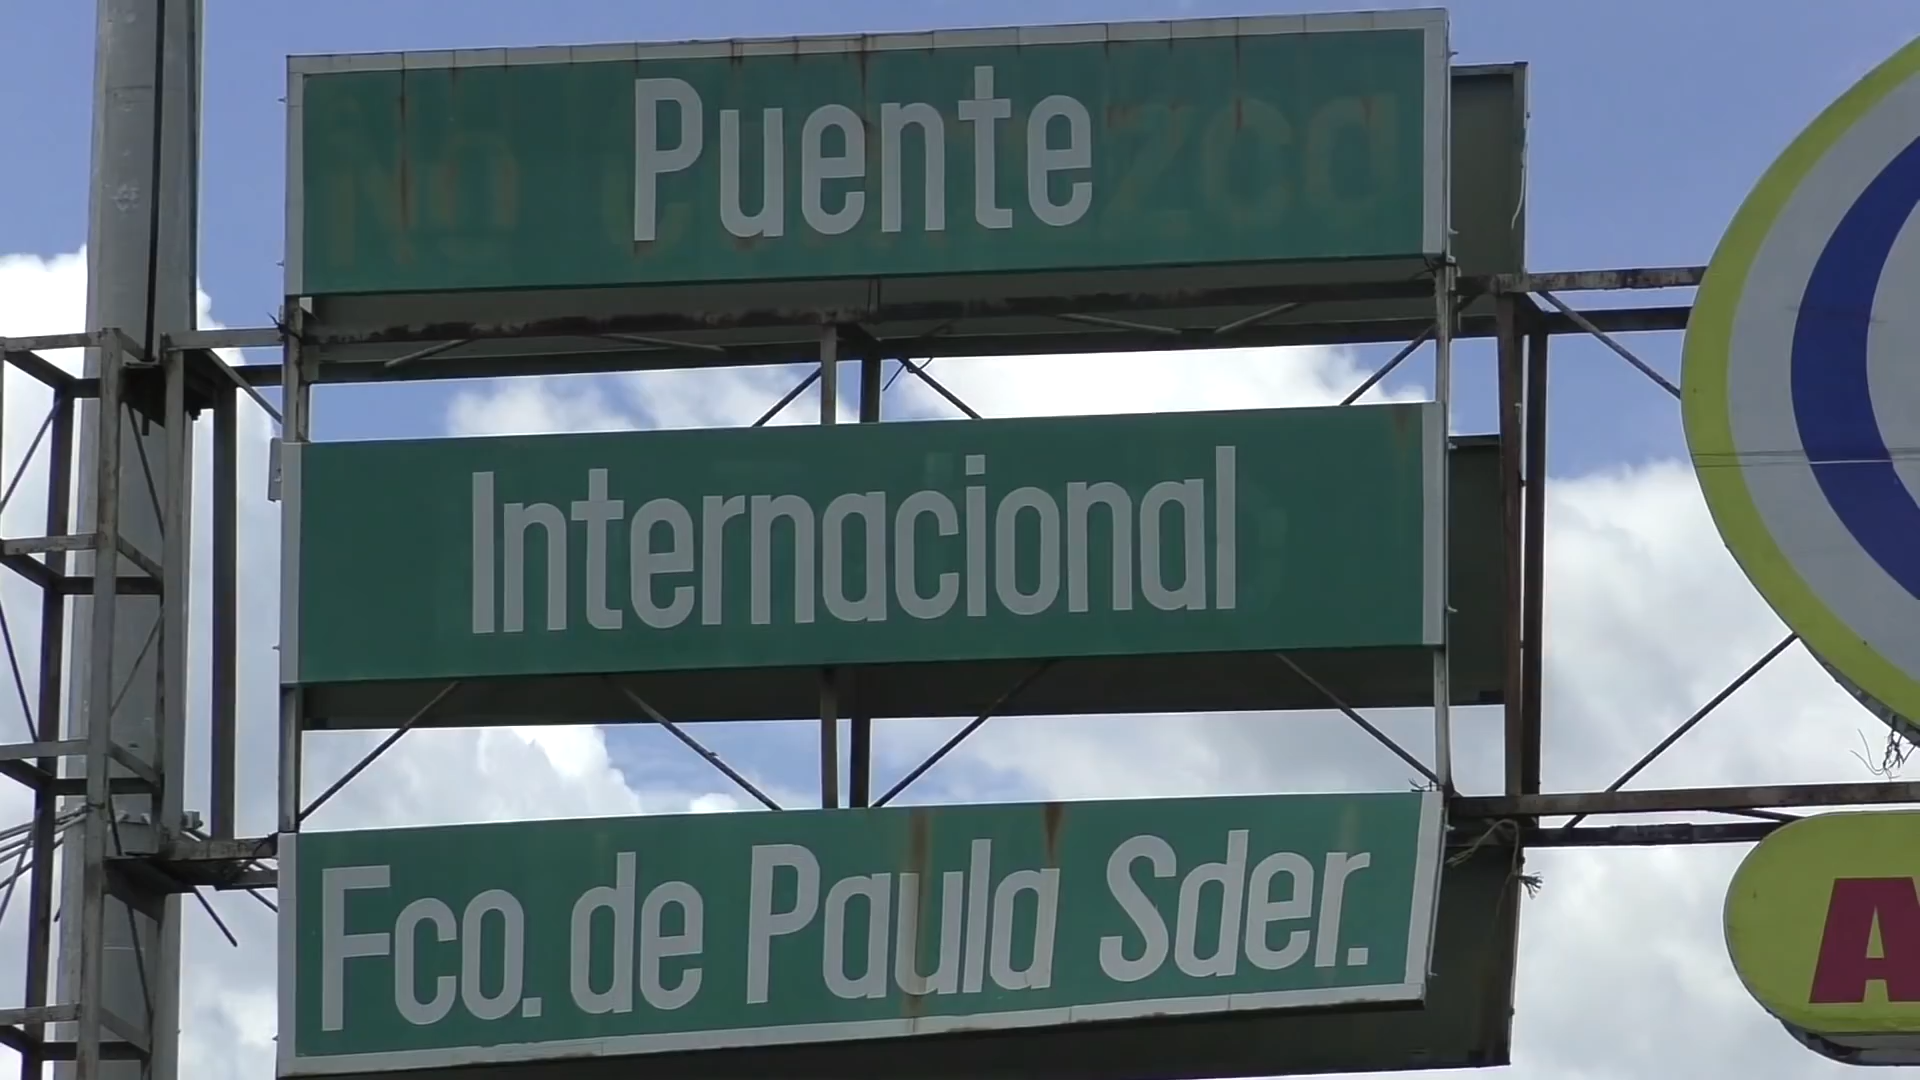 Puente
Internacional
Fco. de Paula Sder.